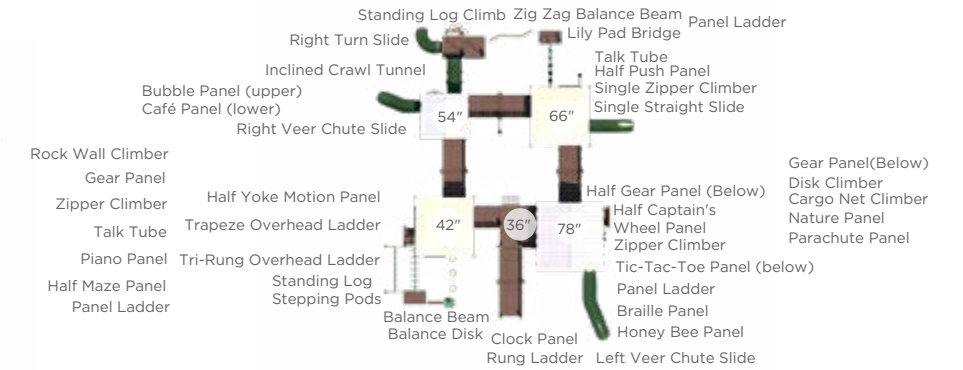 Standing Log Climb
Zig Zag Balance Beam
Panel Ladder
Right Turn Slide
Lily Pad Bridge
Inclined Crawl Tunnel
Talk Tube
Half Push Panel
Single Zipper Climber
Single Straight Slide
Bubble Panel (upper)
Café Panel (lower)
Right Veer Chute Slide
54"
66"
Rock Wall Climber
Gear Panel
Zipper Climber
Talk Tube
Piano Panel
Half Maze Panel
Panel Ladder
Half Yoke Motion Panel
Trapeze Overhead Ladder
Tri-Rung Overhead Ladder
Standing Log
Stepping Pods
42"
36"
78"
Half Gear Panel (Below)
Half Captain's
Wheel Panel
Zipper Climber
Tic-Tac-Toe Panel (below)
Panel Ladder
Braille Panel
Honey Bee Panel
Left Veer Chute Slide
Balance Beam
Balance Disk
Clock Panel
Rung Ladder
Gear Panel(Below)
Disk Climber
Cargo Net Climber
Nature Panel
Parachute Panel